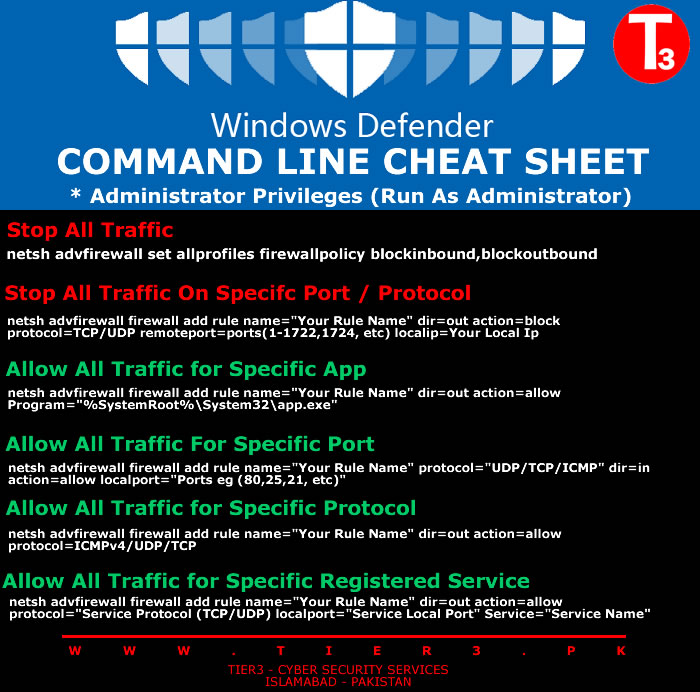 T3
Windows Defender
COMMAND LINE CHEAT SHEET
* Administrator Privileges (Run As Administrator)
Stop All Traffic
netsh advfirewall set allprofiles firewallpolicy blockinbound,blockoutbound
Stop All Traffic On Specifc Port / Protocol
netsh advfirewall firewall add rule name="Your Rule Name" dir=out action=block
protocol=TCP/UDP remoteport=ports(1-1722,1724, etc) localip=Your Local Ip
Allow All Traffic for Specific App
netsh advfirewall firewall add rule name="Your Rule Name" dir=out action=allow
Program="%SystemRoot%\System32\app.exe"
Allow All Traffic For Specific Port
netsh advfirewall firewall add rule name="Your Rule Name" protocol="UDP/TCP/ICMP" dir=in
action=allow localport="Ports eg (80,25,21, etc)"
Allow All Traffic for Specific Protocol
netsh advfirewall firewall add rule name="Your Rule Name" dir=out action=allow
protocol=ICMPv4/UDP/TCP
Allow All Traffic for Specific Registered Service
netsh advfirewall firewall add rule name="Your Rule Name" dir=out action=allow
protocol="Service Protocol (TCP/UDP) localport="Service Local Port" Service="Service Name"
W W W . T I E R 3 . P K
TIER3 - CYBER SECURITY SERVICES
ISLAMABAD - PAKISTAN